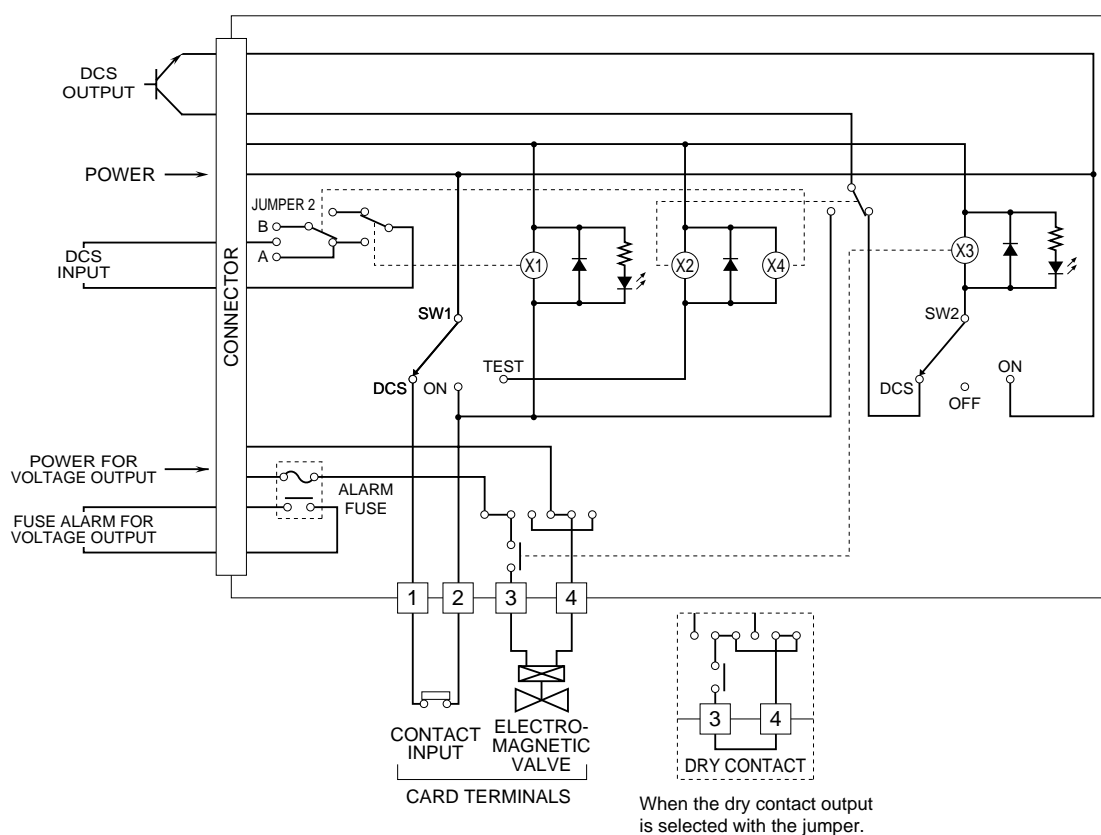 DCS
OUTPUT
POWER
JUMPER 2
B
A
DCS
INPUT
CONNECTOR
X1
X2
X4
X3
SW1
SW2
TEST
DCS
ON
DCS
OFF
ON
POWER FOR
VOLTAGE OUTPUT
ALARM
FUSE
FUSE ALARM FOR
VOLTAGE OUTPUT
1
2
3
4
CONTACT
INPUT
ELECTRO-
MAGNETIC
VALVE
CARD TERMINALS
3
4
DRY CONTACT
When the dry contact output
is selected with the jumper.